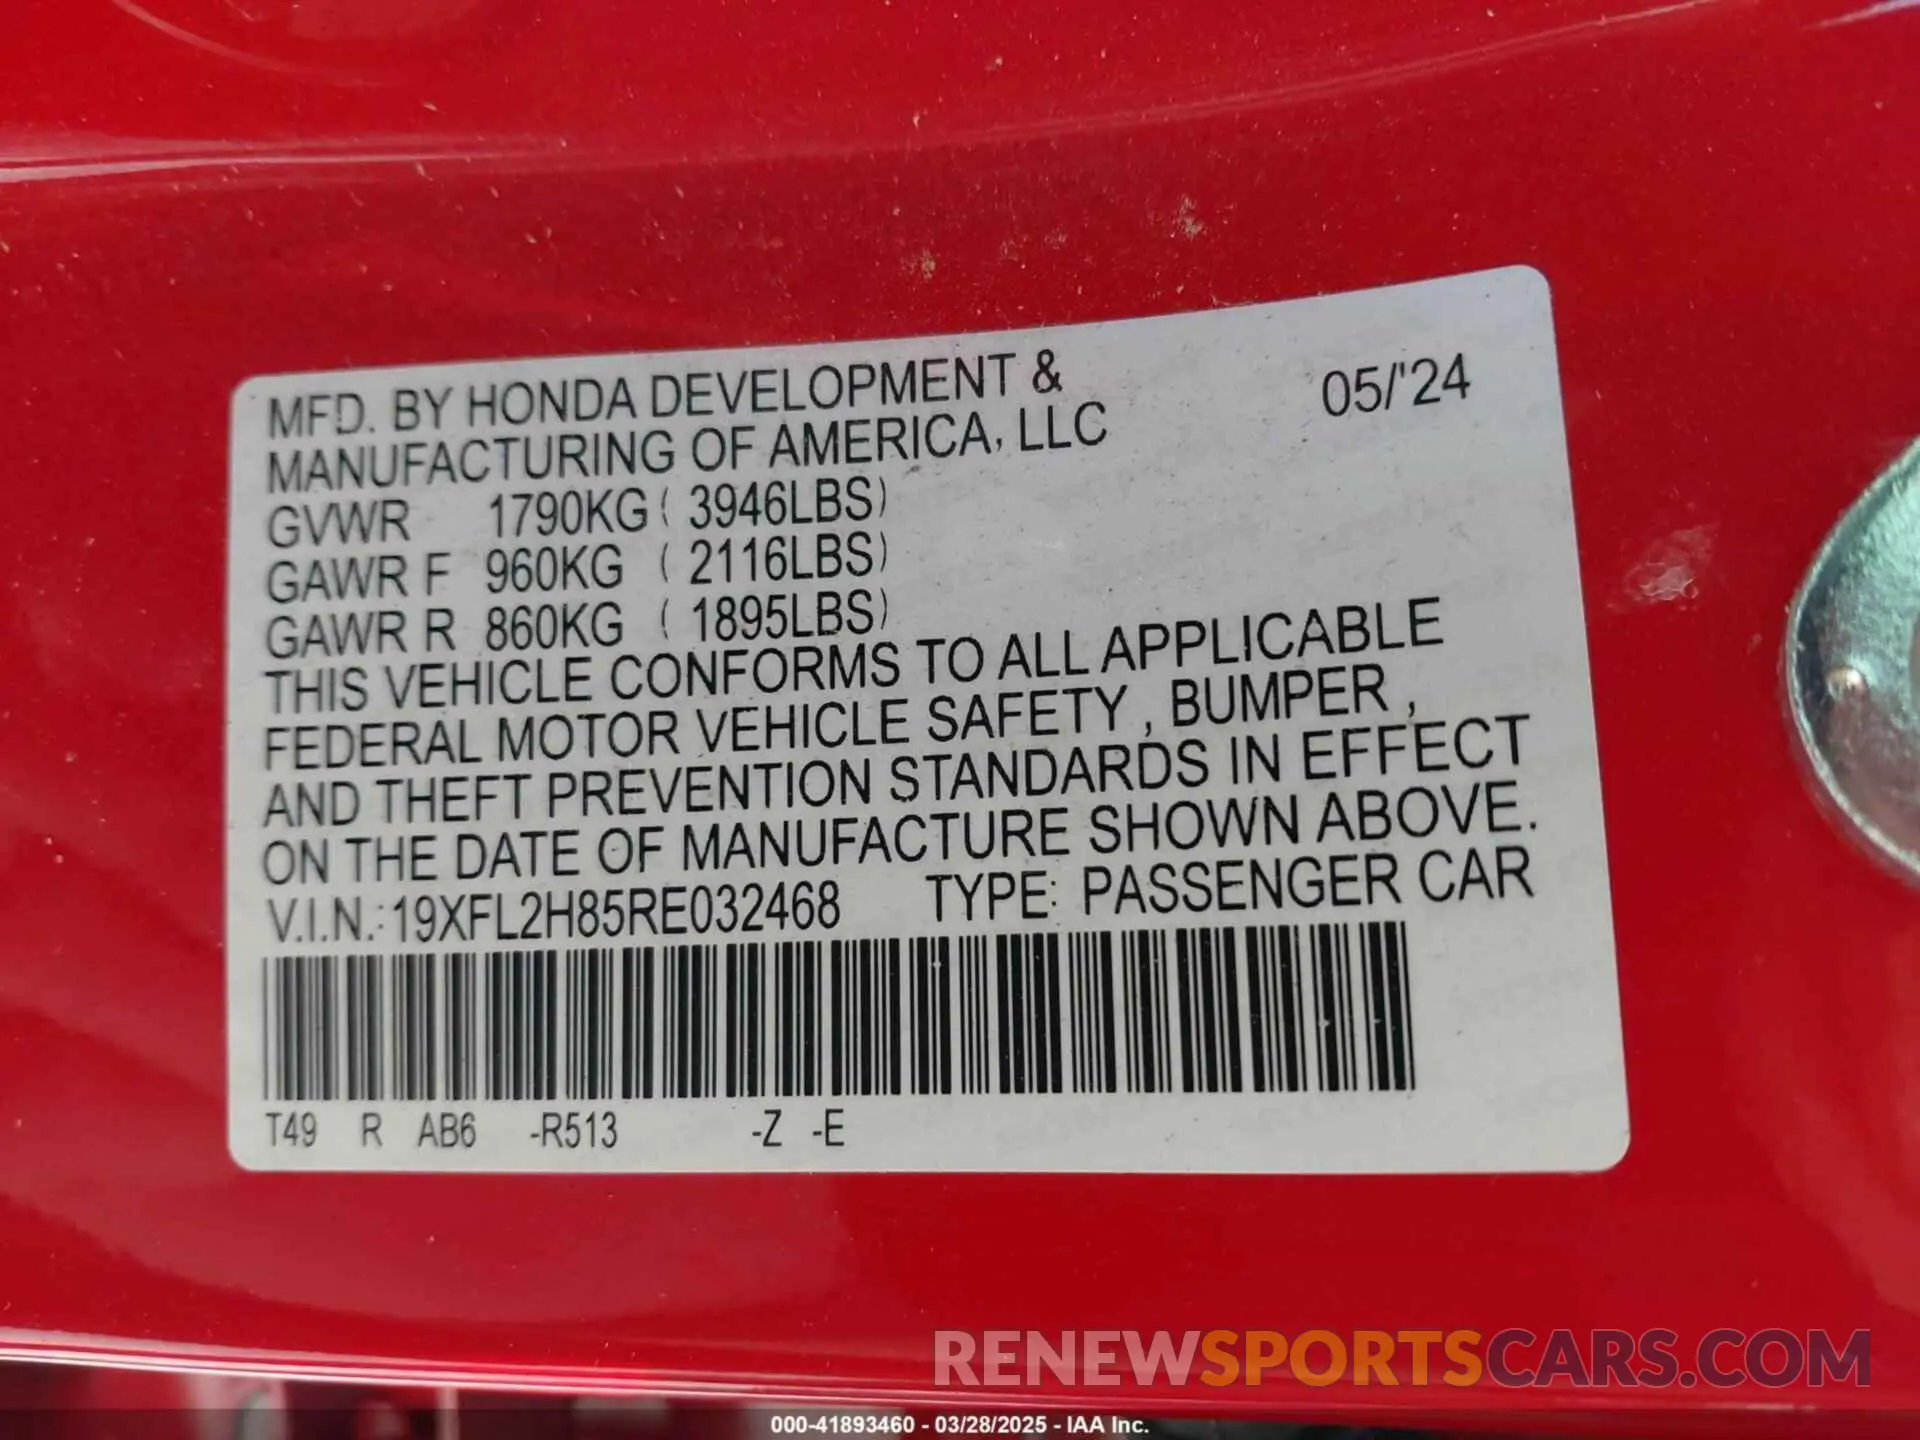 MFD. BY HONDA DEVELOPMENT & 05/'24
MANUFACTURING OF AMERICA, LLC
GVWR 1790KG ( 3946LBS)
GAWR F 960KG ( 2116LBS)
GAWR R 860KG ( 1895LBS)
THIS VEHICLE CONFORMS TO ALL APPLICABLE
FEDERAL MOTOR VEHICLE SAFETY , BUMPER ,
AND THEFT PREVENTION STANDARDS IN EFFECT
ON THE DATE OF MANUFACTURE SHOWN ABOVE.
V.I.N.:19XFL2H85RE032468 TYPE: PASSENGER CAR
T49 R AB6 -R513 -Z -E
RENEWSPORTSCARS.COM
000-41893460 - 03/28/2025 - IAA Inc.